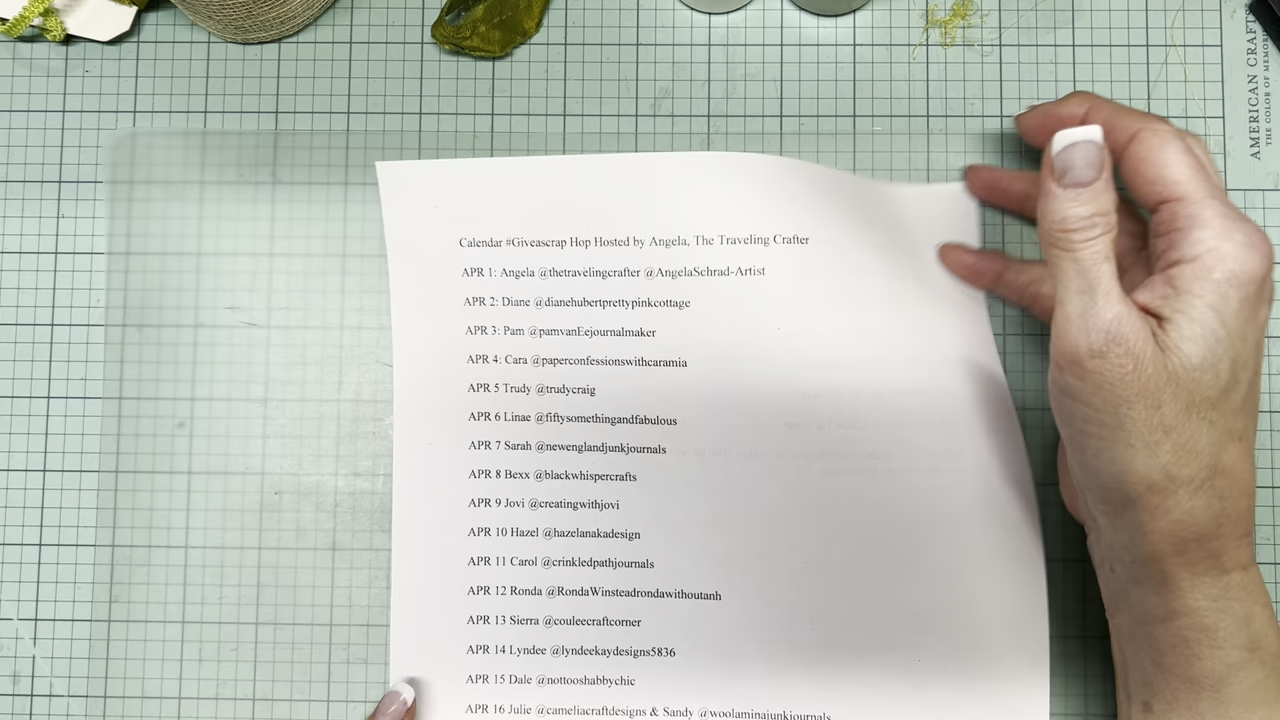 Calendar #Giveascrap Hop Hosted by Angela, The Traveling Crafter
APR 1: Angela @thetravelingcrafter @AngelaSchrad-Artist
APR 2: Diane @dianehubertprettypinkcottage
APR 3: Pam @pamvanEejournalmaker
APR 4: Cara @paperconfessionswithcaramia
APR 5 Trudy @trudycraig
APR 6 Linae @fiftysomethingandfabulous
APR 7 Sarah @newenglandjunkjournals
APR 8 Bexx @blackwhispercrafts
APR 9 Jovi @creatingwithjovi
APR 10 Hazel @hazelanakadesign
APR 11 Carol @crinkledpathjournals
APR 12 Ronda @RondaWinsteadrondawithoutanh
APR 13 Sierra @couleecraftcorner
APR 14 Lyndee @lyndeekaydesigns5836
APR 15 Dale @nottooshabbychic
APR 16 Julie @cameliacraftdesigns & Sandy @woolaminajunkjournals
AMERICAN CRAFTS
THE COLOR OF